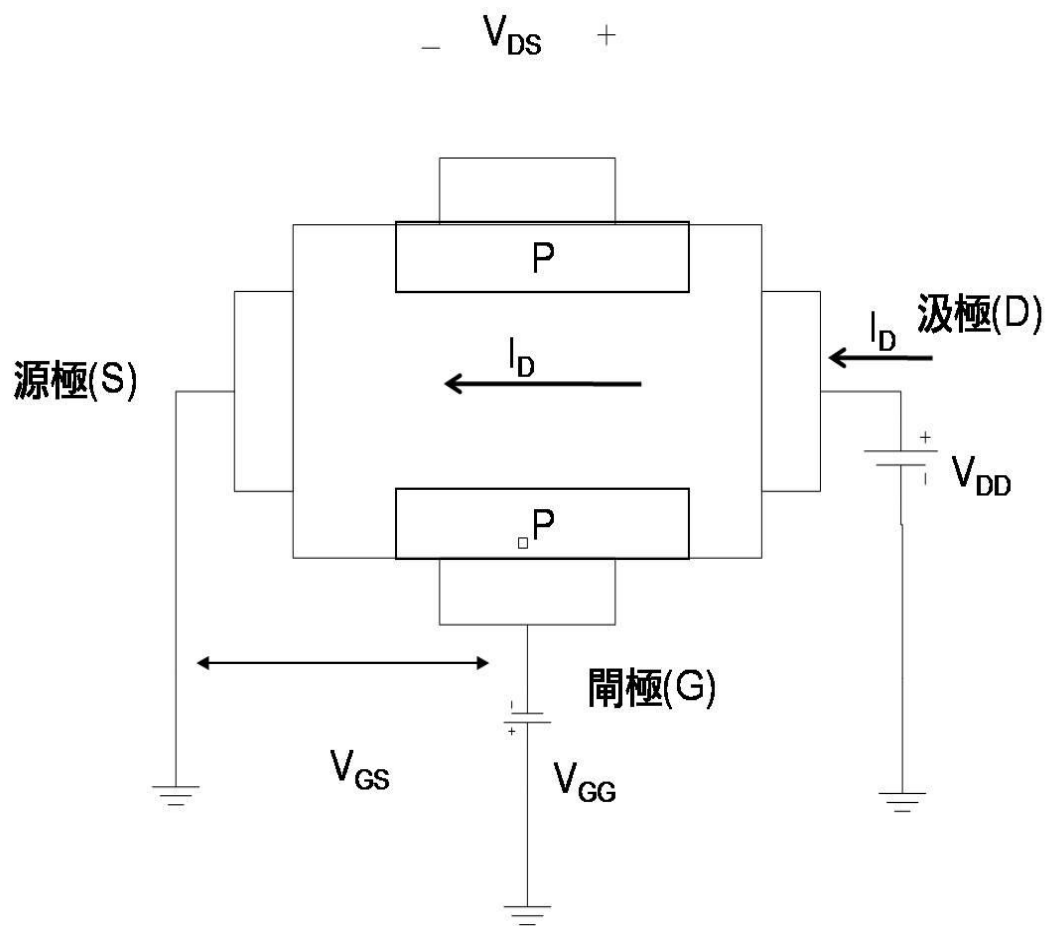 - V_DS +
P
I_D
汲極(D)
I_D
源極(S)
+
-
V_DD
P
閘極(G)
-
+
V_GS
V_GG